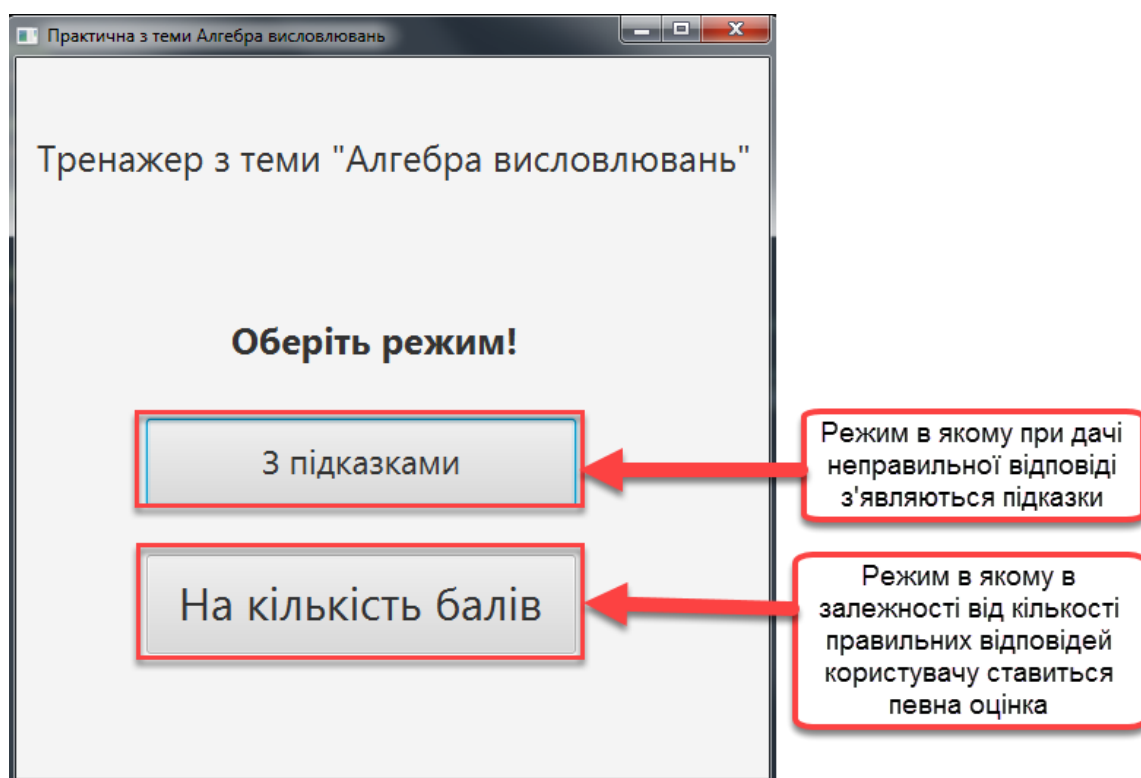 Практична з теми Алгебра висловлювань
Тренажер з теми "Алгебра висловлювань"
Оберіть режим!
З підказками
Режим в якому при дачі
неправильної відповіді
з'являються підказки
На кількість балів
Режим в якому в
залежності від кількості
правильних відповідей
користувачу ставиться
певна оцінка